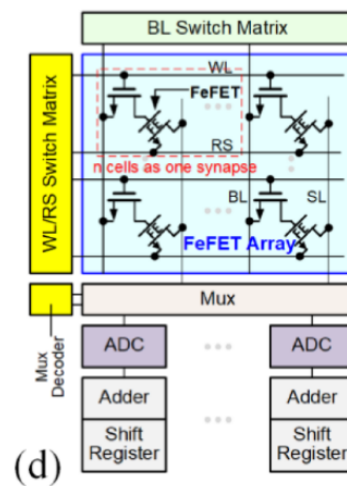 BL Switch Matrix
WL/RS Switch Matrix
WL
FeFET
RS
n cells as one synapse
BL
SL
FeFET Array
Mux
Mux
Decoder
ADC
ADC
Adder
Adder
Shift
Register
Shift
Register
(d)